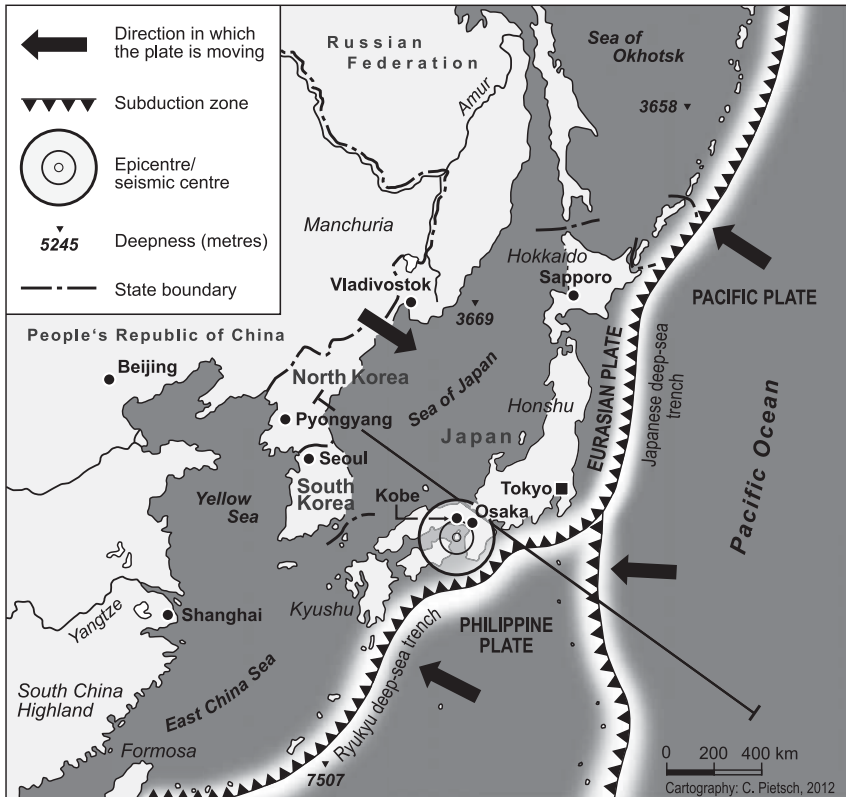 Direction in which
the plate is moving
Subduction zone
Epicentre/
seismic centre
5245
Deepness (metres)
State boundary
Russian
Federation
Amur
Sea of
Okhotsk
3658
Manchuria
Hokkaido
Sapporo
Vladivostok
3669
PACIFIC PLATE
People‘s Republic of China
Beijing
North Korea
Pyongyang
Sea of Japan
Honshu
EURASIAN PLATE
Japanese deep-sea
trench
Japan
Seoul
South
Korea
Yellow
Sea
Kobe
Osaka
Tokyo
Pacific Ocean
Kyushu
Yangtze
Shanghai
PHILIPPINE
PLATE
Ryukyu deep-sea trench
East China Sea
South China
Highland
Formosa
7507
0 200 400 km
Cartography: C. Pietsch, 2012